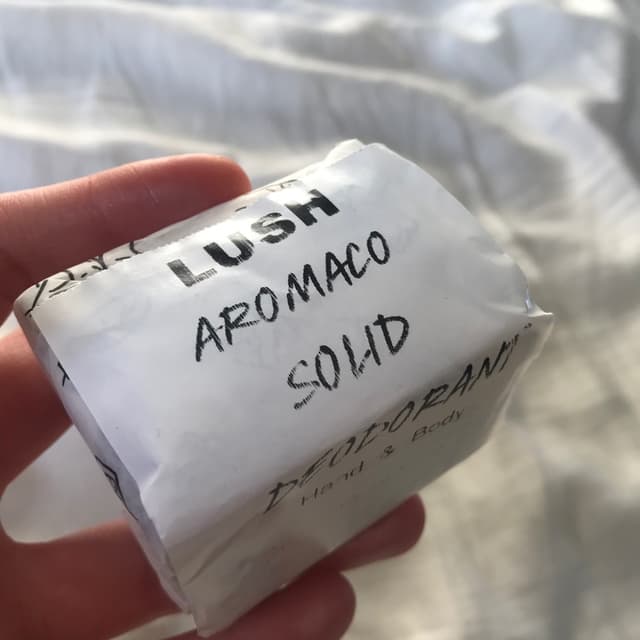 LUSH
AROMACO
SOLID
DEODORANT
Hand & Body